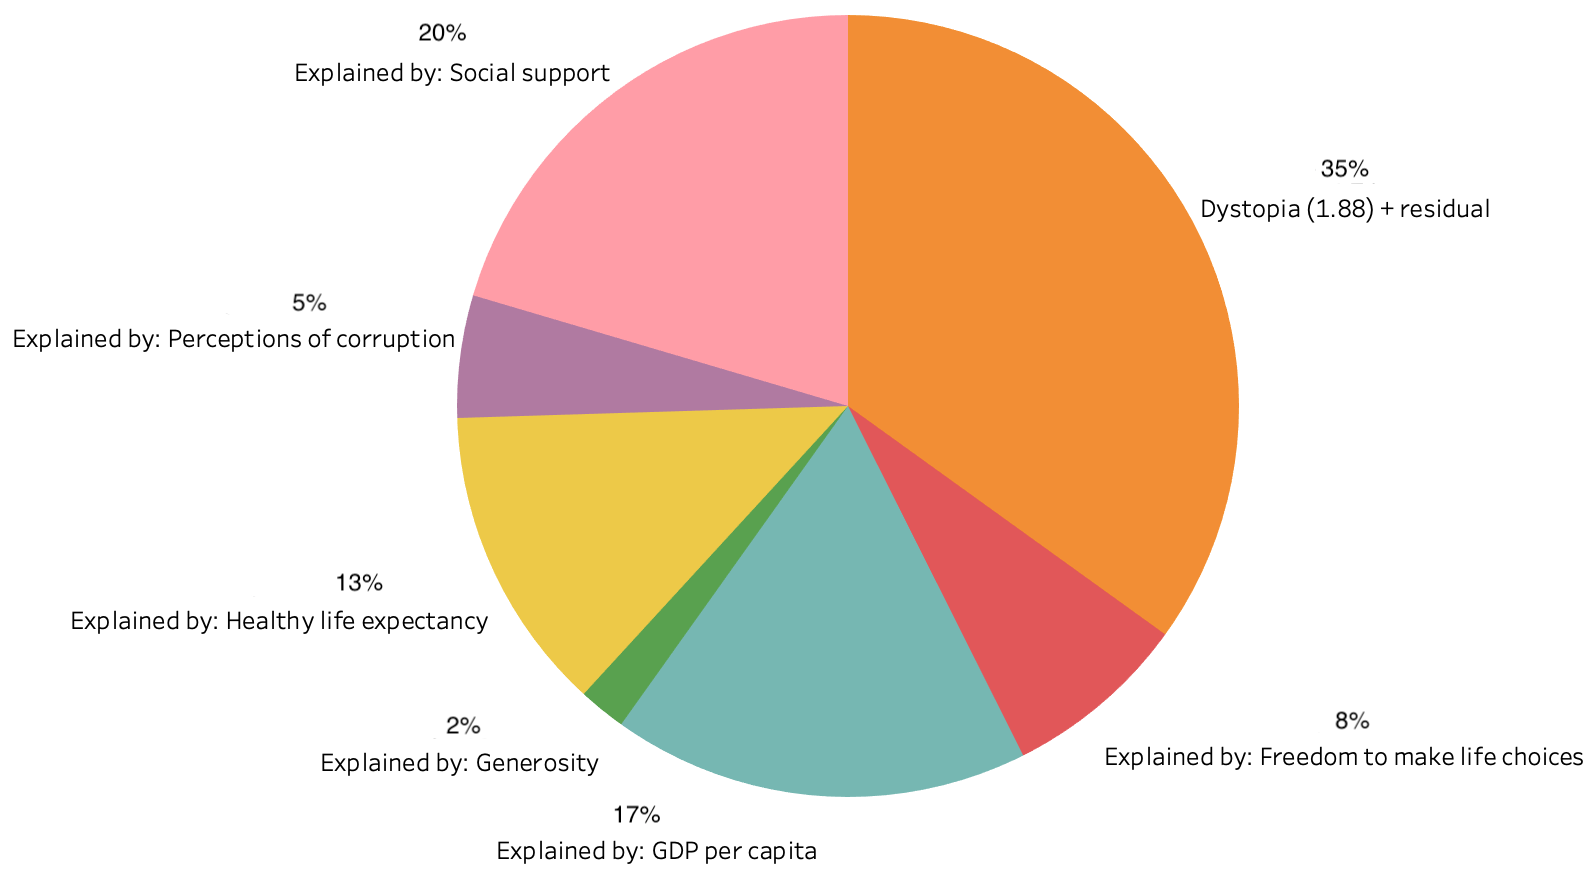 20%
Explained by: Social support
35%
Dystopia (1.88) + residual
5%
Explained by: Perceptions of corruption
13%
Explained by: Healthy life expectancy
8%
Explained by: Freedom to make life choices
2%
Explained by: Generosity
17%
Explained by: GDP per capita